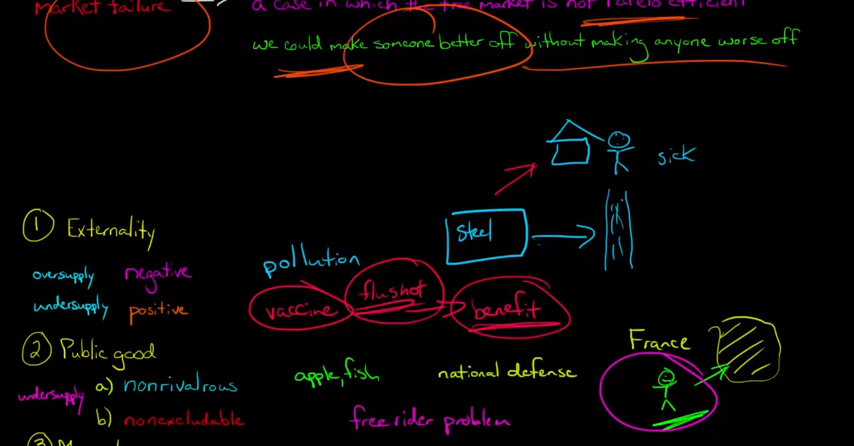 market failure
a case in which the free market is not Pareto efficient
we could make someone better off without making anyone worse off
sick
① Externality
steel
pollution
oversupply negative
undersupply positive
vaccine flushot benefit
② Public good
France
undersupply
a) nonrivalrous
apple, fish
national defense
b) nonexcludable
free rider problem
③